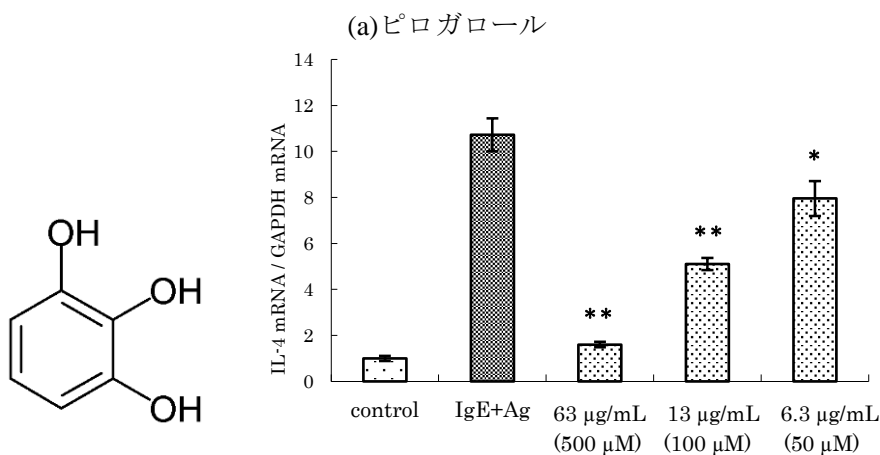 (a)ピロガロール
14
12
10
8
6
4
2
0
IL-4 mRNA / GAPDH mRNA
**
**
*
control
IgE+Ag
63 µg/mL
(500 µM)
13 µg/mL
(100 µM)
6.3 µg/mL
(50 µM)
OH
OH
OH